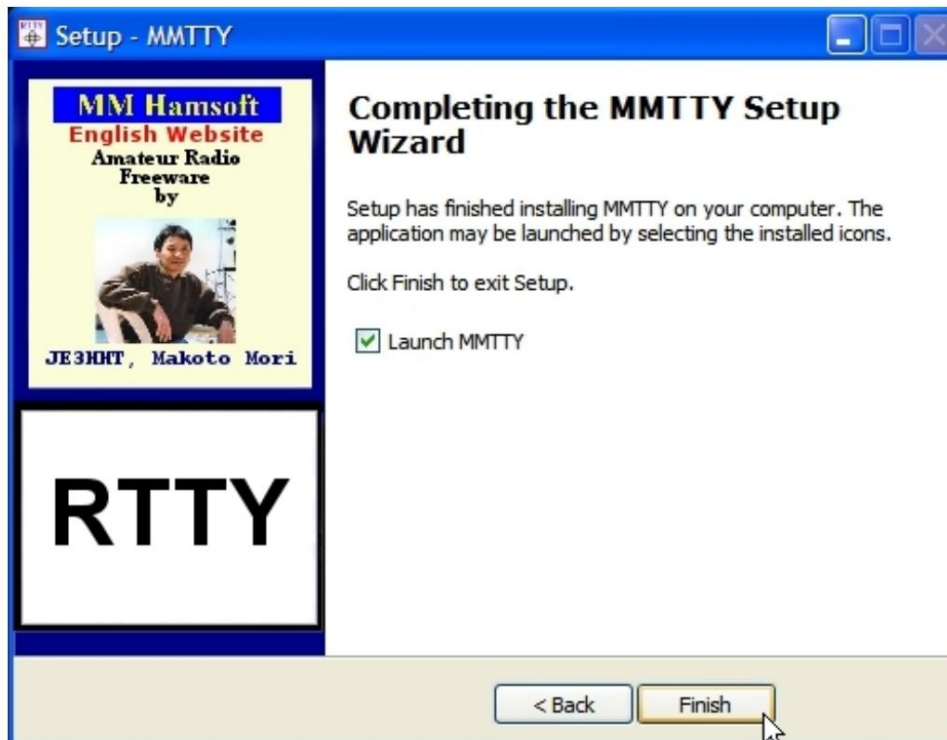 Setup - MMTTY
MM Hamsoft
English Website
Amateur Radio
Freeware
by
JE3HHT, Makoto Mori
RTTY
Completing the MMTTY Setup
Wizard
Setup has finished installing MMTTY on your computer. The
application may be launched by selecting the installed icons.
Click Finish to exit Setup.
Launch MMTTY
< Back
Finish